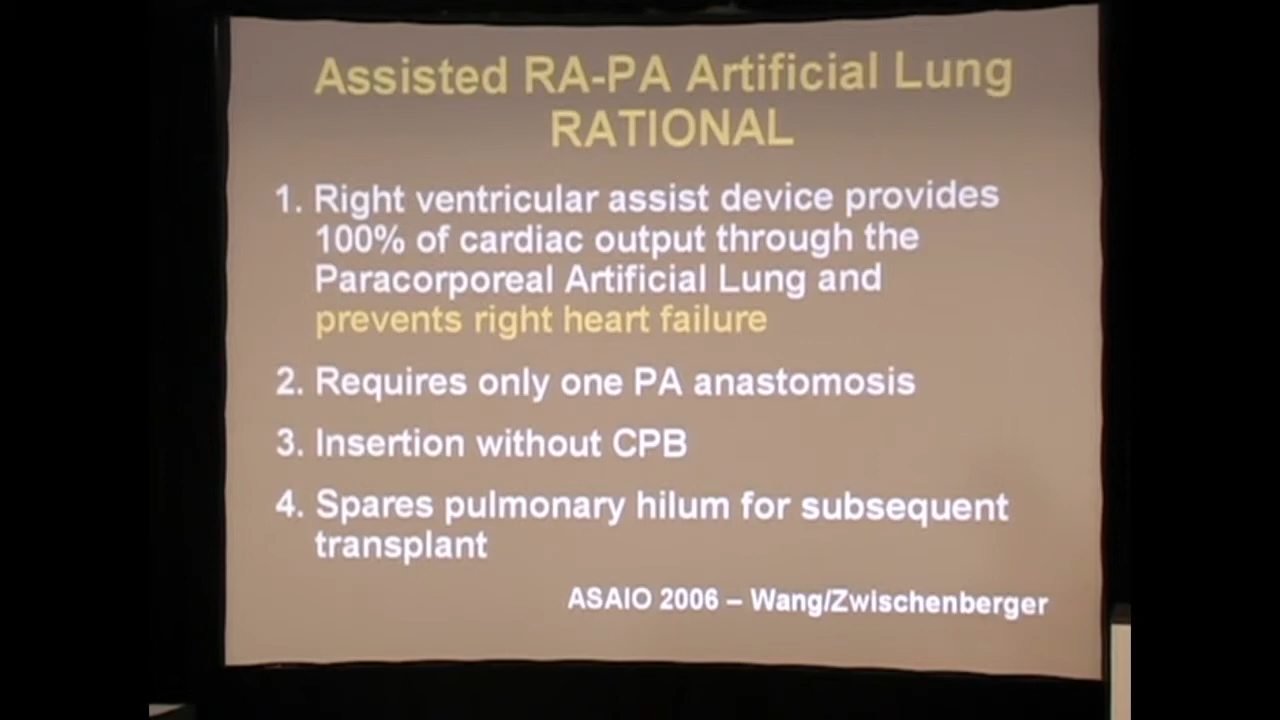 Assisted RA-PA Artificial Lung
RATIONAL
1. Right ventricular assist device provides
100% of cardiac output through the
Paracorporeal Artificial Lung and
prevents right heart failure
2. Requires only one PA anastomosis
3. Insertion without CPB
4. Spares pulmonary hilum for subsequent
transplant
ASAIO 2006 – Wang/Zwischenberger